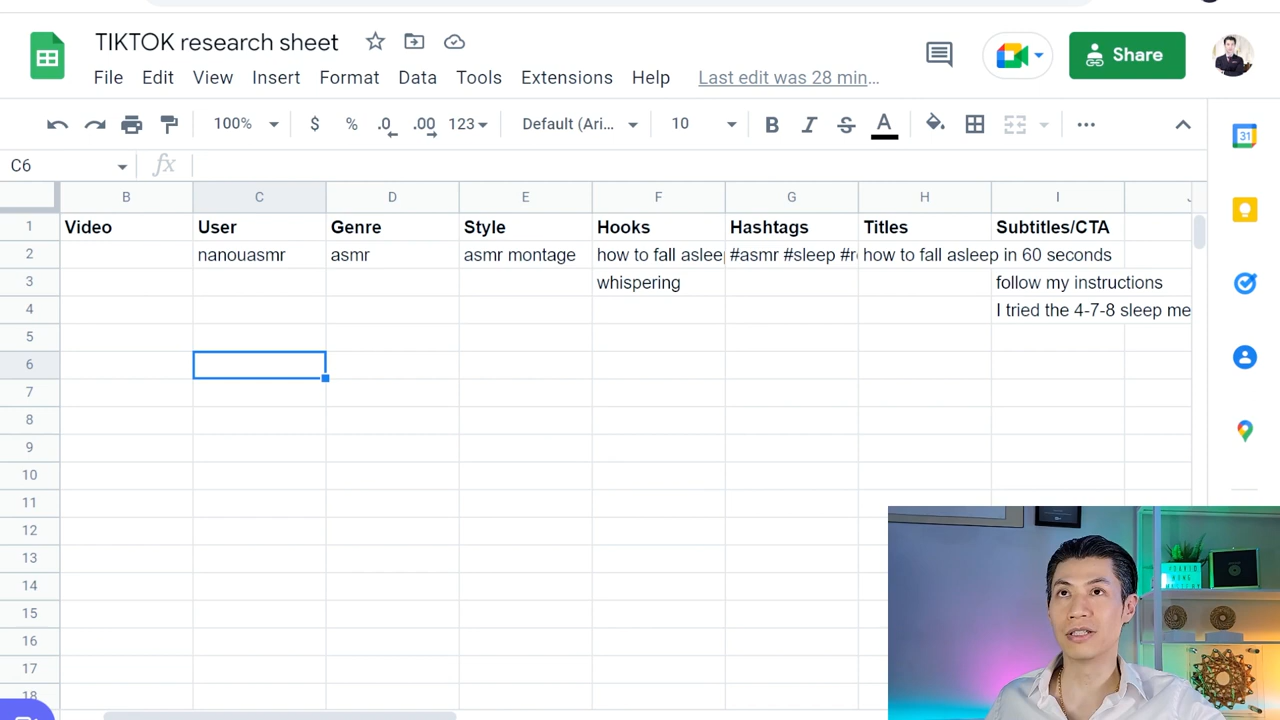 TIKTOK research sheet
File Edit View Insert Format Data Tools Extensions Help Last edit was 28 min…
Share
100% $ % .0 .00 123 Default (Ari... 10 B I S A
31
C6 fx
B C D E F G H I
1 Video User Genre Style Hooks Hashtags Titles Subtitles/CTA
2 nanouasmr asmr asmr montage how to fall aslee #asmr #sleep #r how to fall asleep in 60 seconds
3 whispering follow my instructions
4 I tried the 4-7-8 sleep me
5
6
7
8
9
10
11
12
13
14
15
16
17
18